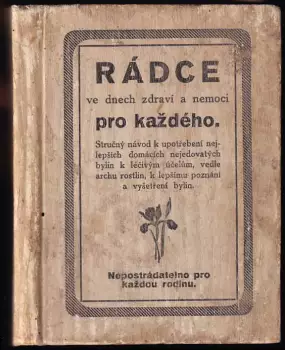 RÁDCE
ve dnech zdraví a nemoci
pro každého.
Stručný návod k upotřebení nej-
lepších domácích nejedovatých
bylin k léčivým účelům, vedle
archu rostlin, k lepšímu poznání
a vyšetření bylin.
Nepostrádatelno pro
každou rodinu.